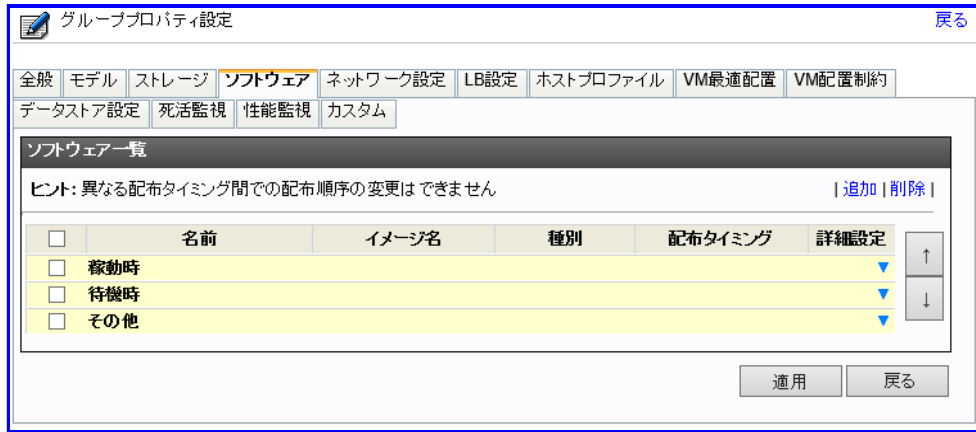 グループプロパティ設定 戻る
全般 モデル ストレージ ソフトウェア ネットワーク設定 LB設定 ホストプロファイル VM最適配置 VM配置制約
データストア設定 死活監視 性能監視 カスタム
ソフトウェア一覧
ヒント: 異なる配布タイミング間での配布順序の変更はできません | 追加 | 削除 |
名前 イメージ名 種別 配布タイミング 詳細設定
↑
稼動時 ▼
待機時 ▼
↓
その他 ▼
適用 戻る